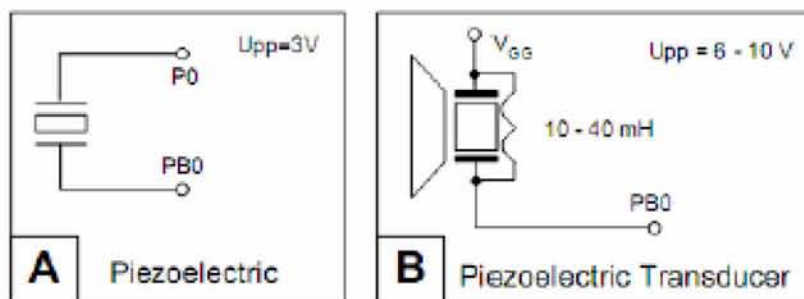 Upp=3V
P0
PB0
A
Piezoelectric
VGG
Upp = 6 - 10 V
10 - 40 mH
PB0
B
Piezoelectric Transducer